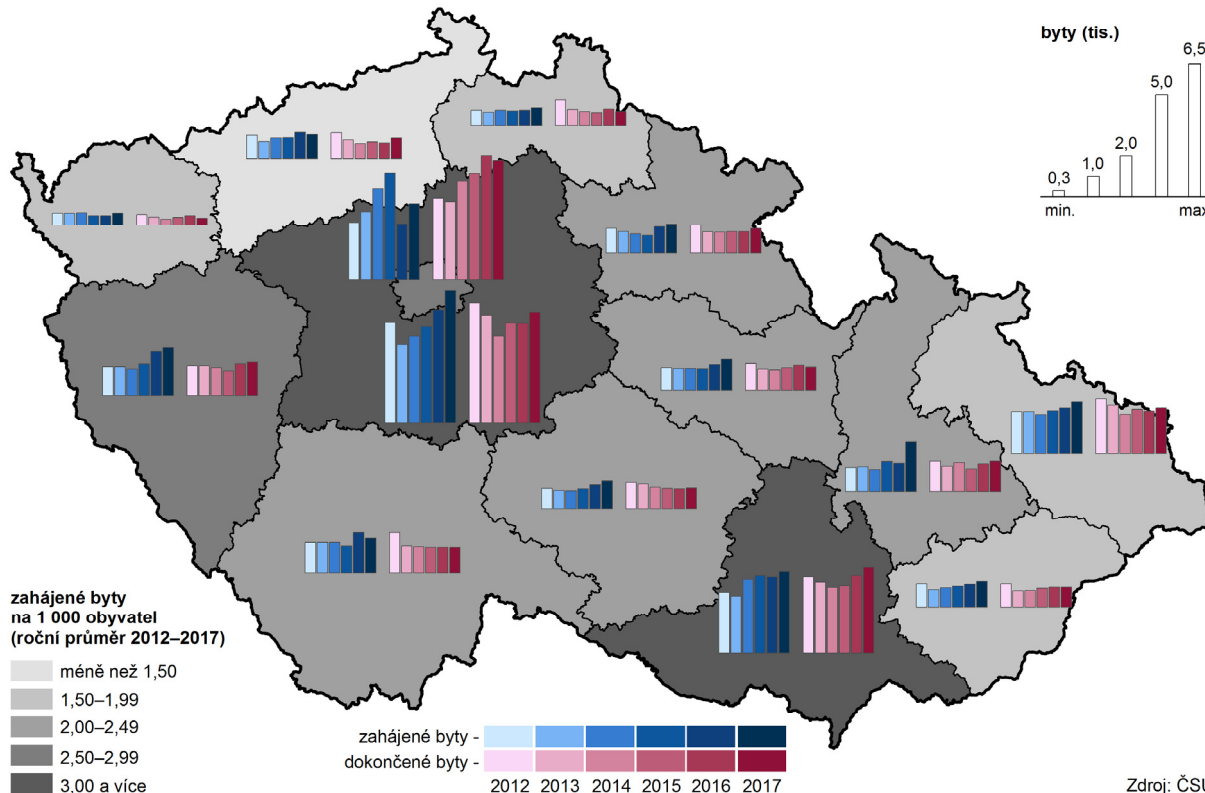 byty (tis.)
6,5
5,0
2,0
1,0
0,3
min.
max
zahájené byty
na 1 000 obyvatel
(roční průměr 2012–2017)
méně než 1,50
1,50–1,99
2,00–2,49
2,50–2,99
3,00 a více
zahájené byty -
dokončené byty -
2012 2013 2014 2015 2016 2017
Zdroj: ČSÚ